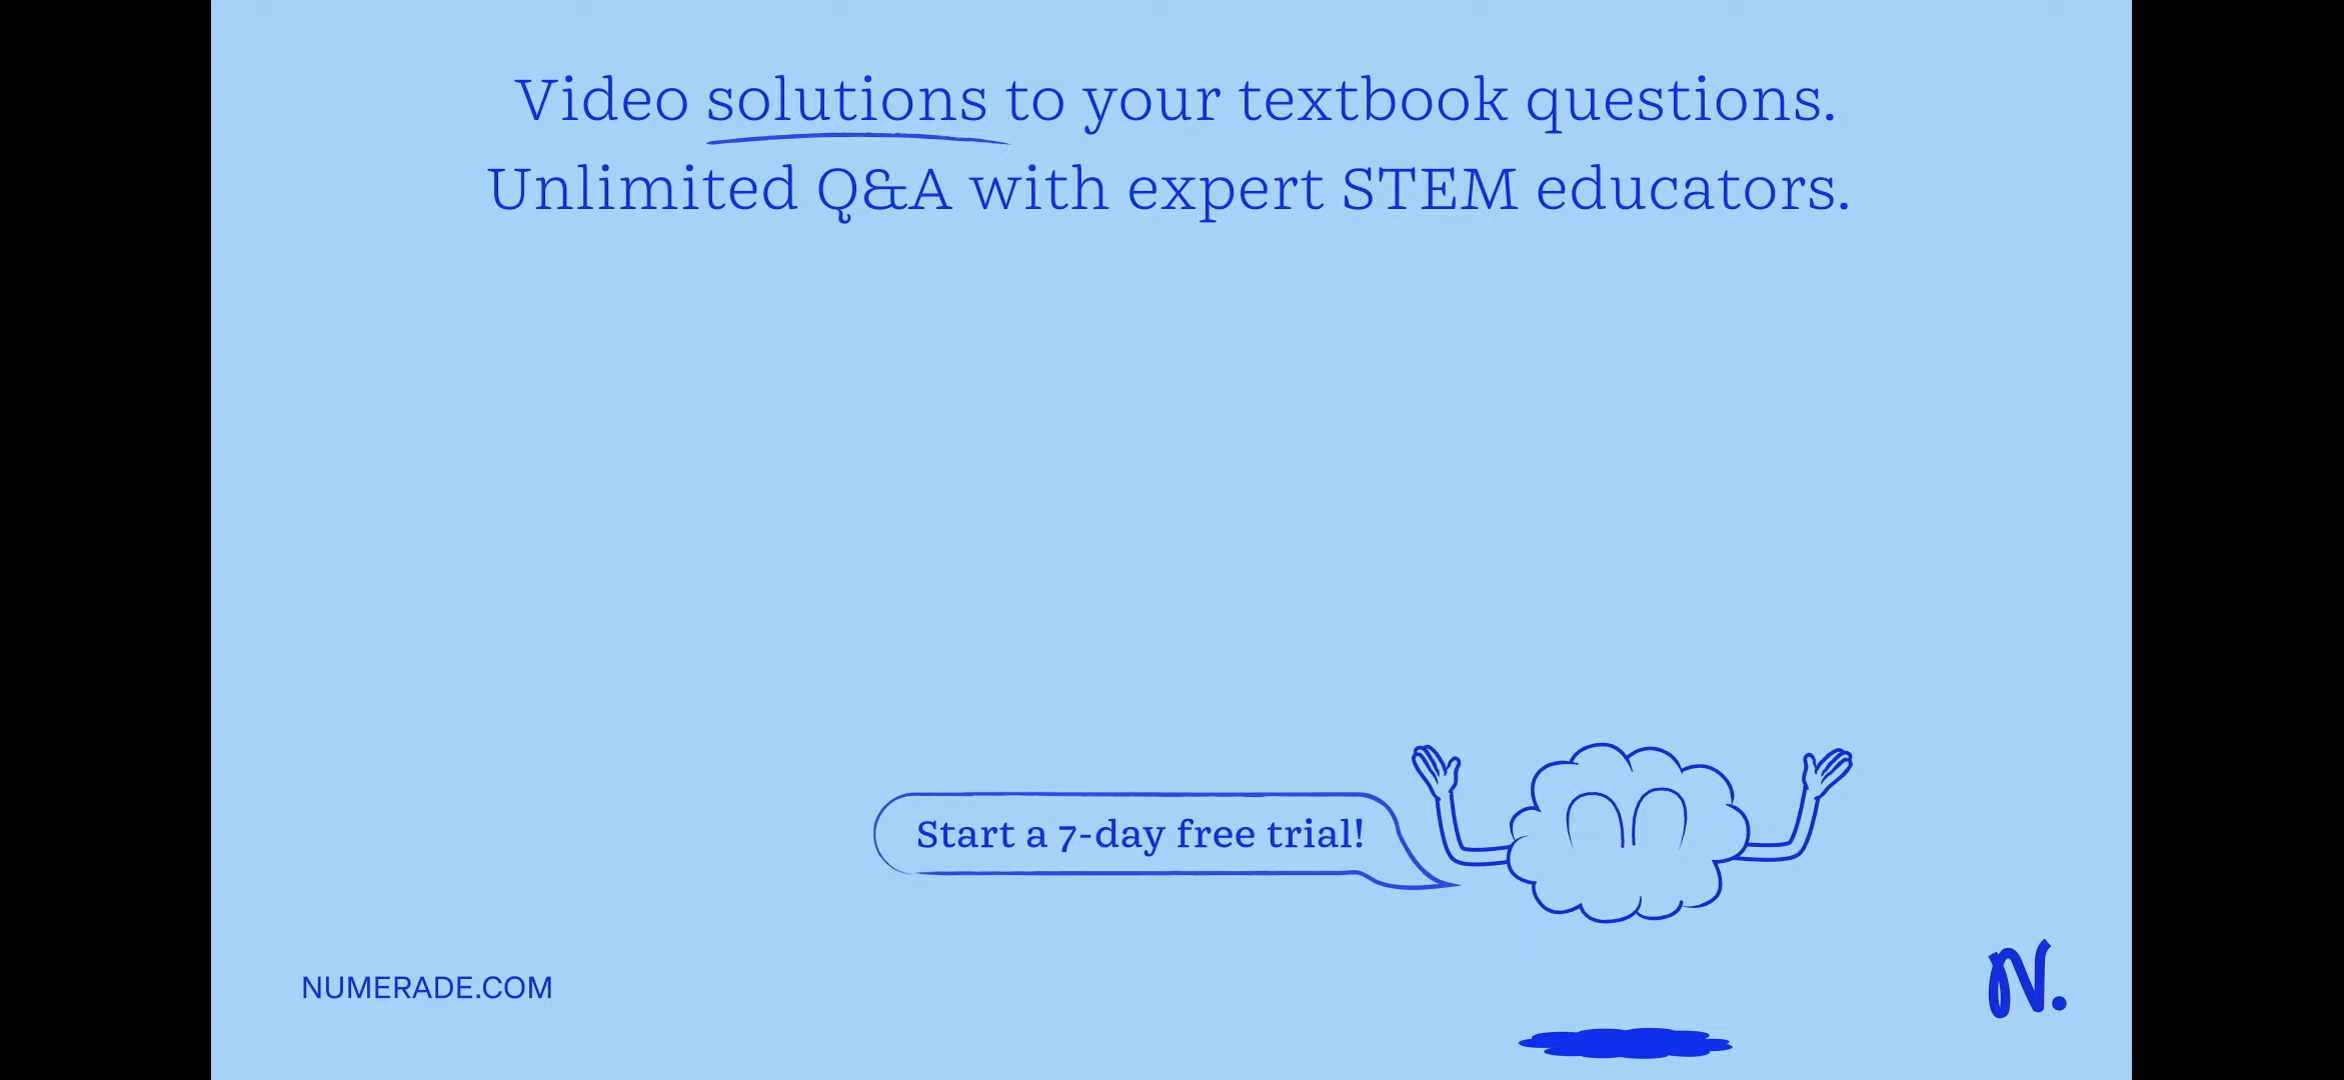 Video solutions to your textbook questions.
Unlimited Q&A with expert STEM educators.
Start a 7-day free trial!
NUMERADE.COM
N.